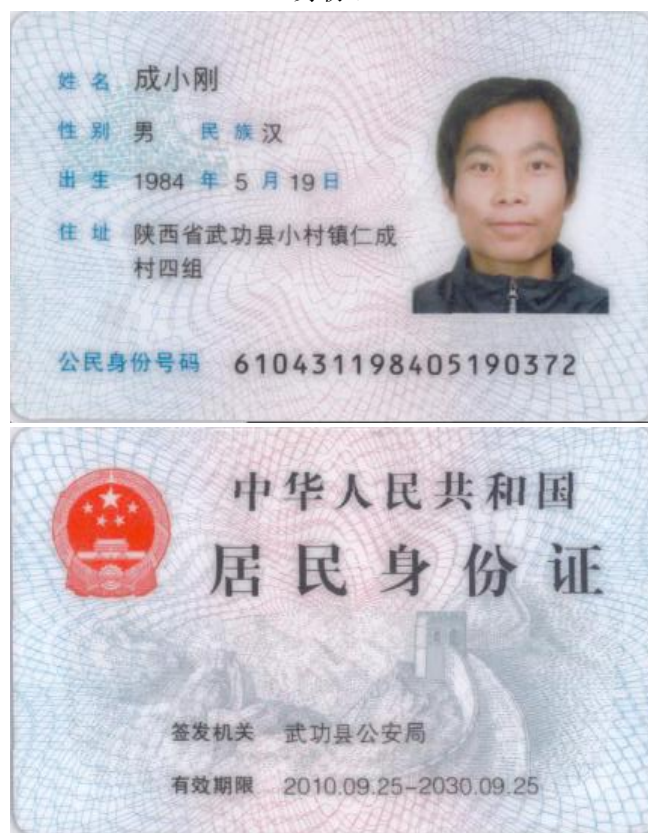 姓名 成小刚
性别 男 民族 汉
出生 1984 年 5 月 19 日
住址 陕西省武功县小村镇仁成
村四组
公民身份号码 610431198405190372
中华人民共和国
居民身份证
签发机关 武功县公安局
有效期限 2010.09.25-2030.09.25